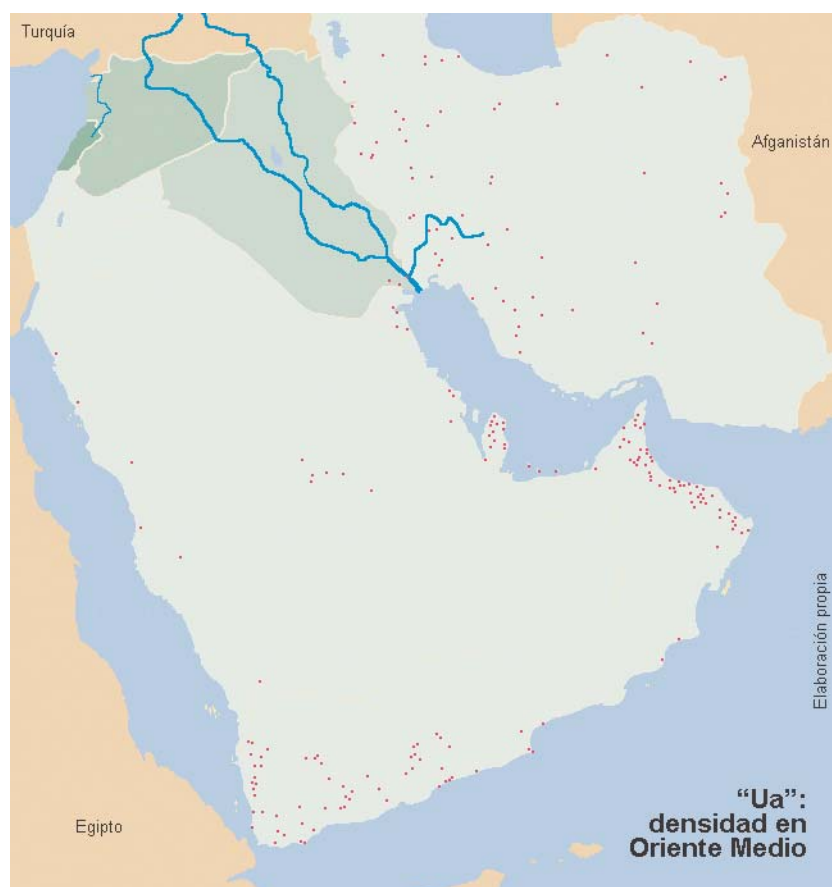 Turquía
Afganistán
Elaboración propia
Egipto
“Ua”:
densidad en
Oriente Medio